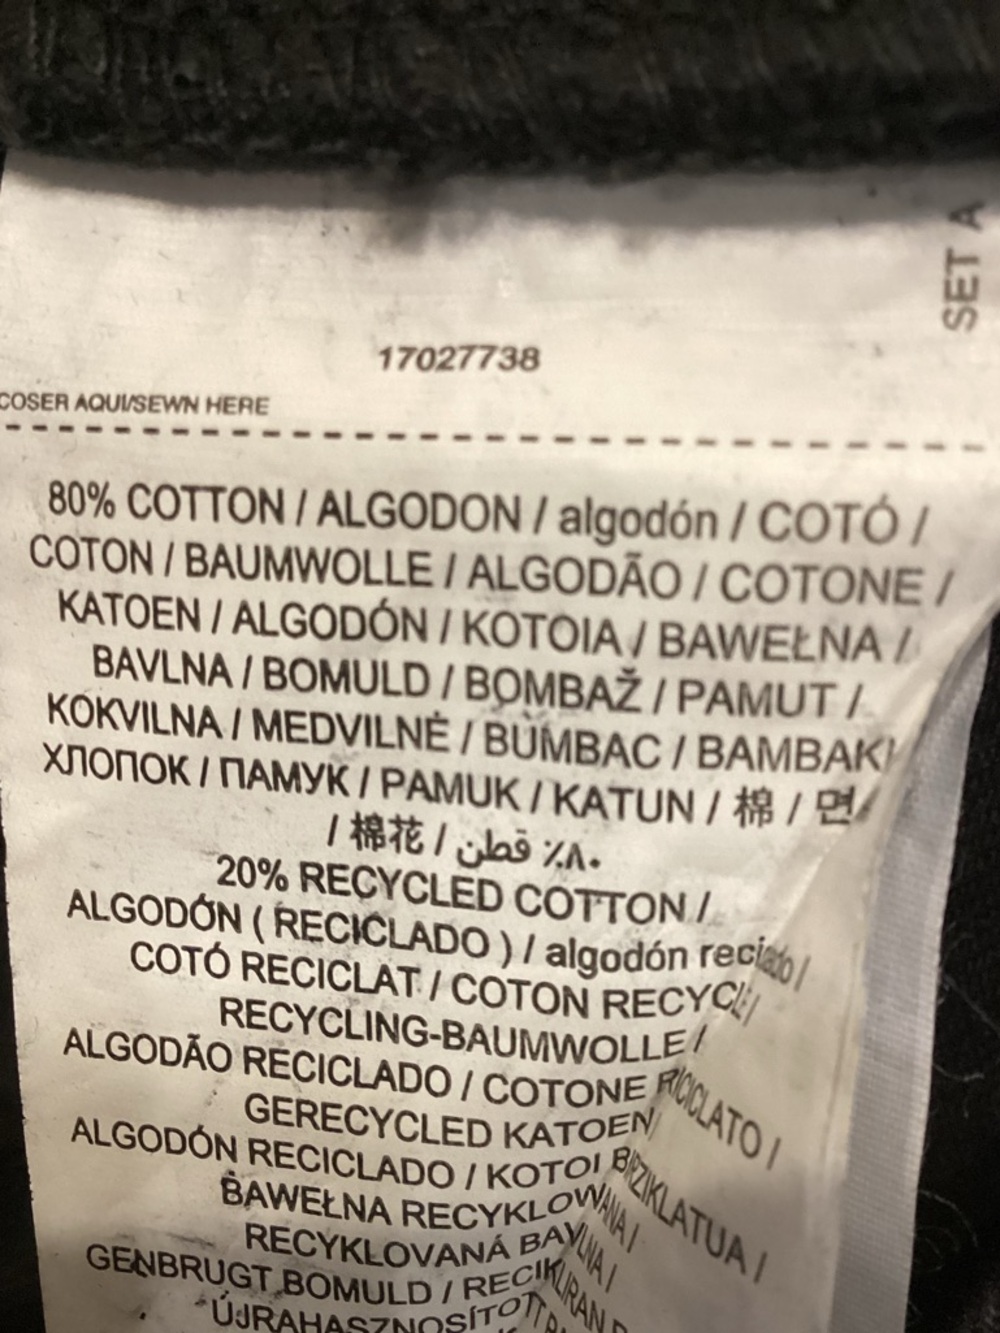 SET A
17027738
COSER AQUI/SEWN HERE
80% COTTON / ALGODON / algodón / COTÓ /
COTON / BAUMWOLLE / ALGODÃO / COTONE /
KATOEN / ALGODÓN / KOTOIA / BAWEŁNA /
BAVLNA / BOMULD / BOMBAŽ / PAMUT /
KOKVILNA / MEDVILNĖ / BUMBAC / BAMBAKI
ХЛОПОК / ПАМУК / PAMUK / KATUN / 棉 / 면 /
/ 棉花 / ٨٠٪ قطن
20% RECYCLED COTTON /
ALGODÓN ( RECICLADO ) / algodón reciclado /
COTÓ RECICLAT / COTON RECYCLÉ /
RECYCLING-BAUMWOLLE /
ALGODÃO RECICLADO / COTONE RICICLATO /
GERECYCLED KATOEN /
ALGODÓN RECICLADO / KOTOI BIRZIKLATUA /
BAWEŁNA RECYKLOWANA /
RECYKLOVANÁ BAVLNA /
GENBRUGT BOMULD /